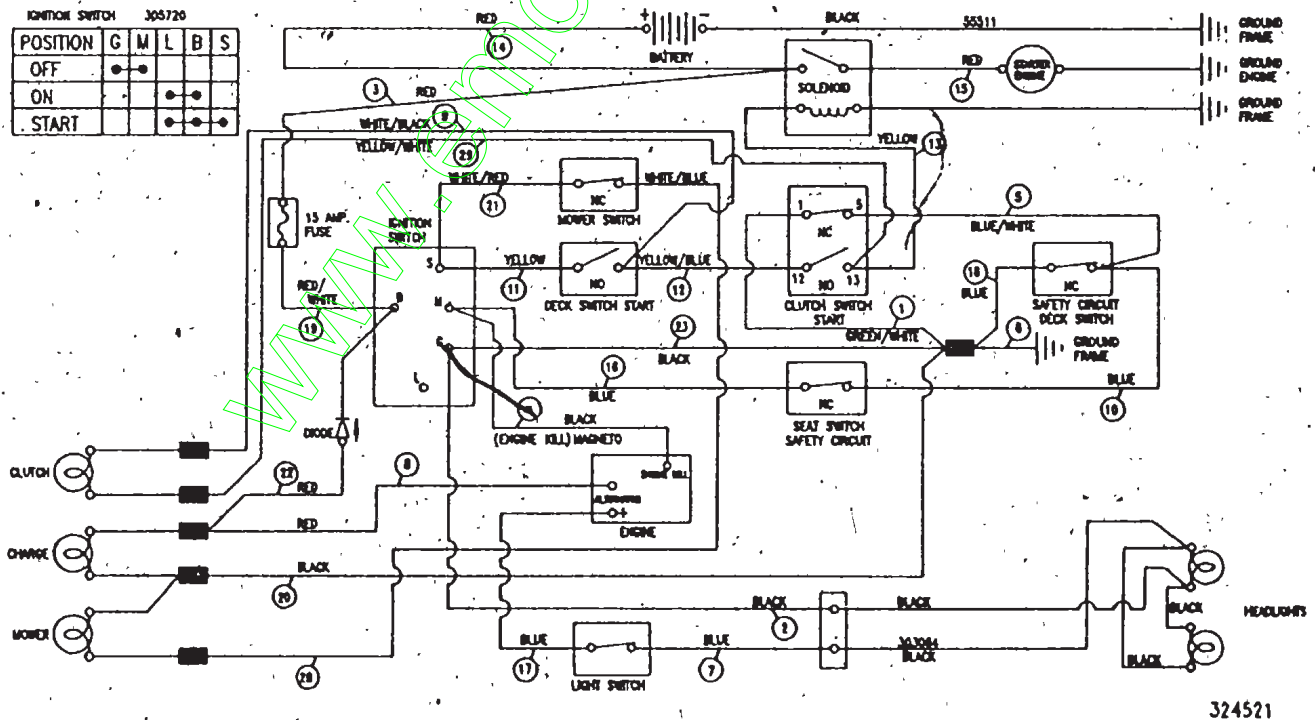 IGNITION SWITCH 305720
POSITION G M L B S
OFF
ON
START
RED
14
+
-
BATTERY
BLACK
55311
GROUND
FRAME
3
RED
SOLENOID
RED
15
STARTER
ENGINE
GROUND
ENGINE
GROUND
FRAME
WHITE/BLACK
9
YELLOW/WHITE
29
YELLOW
13
WHITE/RED
21
NC
WHITE/BLUE
MOWER SWITCH
15 AMP.
FUSE
IGNITION
SWITCH
1
5
NC
5
BLUE/WHITE
S
YELLOW
11
NO
DECK SWITCH START
YELLOW/BLUE
12
12
13
NO
CLUTCH SWITCH
START
18
BLUE
NC
SAFETY CIRCUIT
DECK SWITCH
RED/
WHITE
19
B
M
G
L
23
BLACK
1
GREEN/WHITE
6
GROUND
FRAME
16
BLUE
NC
SEAT SWITCH
SAFETY CIRCUIT
BLUE
10
BLACK
(ENGINE KILL) MAGNETO
DIODE
CLUTCH
22
RED
8
ENGINE KILL
ALTERNATOR
+
ENGINE
RED
CHARGE
BLACK
20
MOWER
28
BLACK
2
BLACK
BLACK
HEADLIGHTS
BLUE
17
LIGHT SWITCH
BLUE
7
303084
BLACK
BLACK
324521